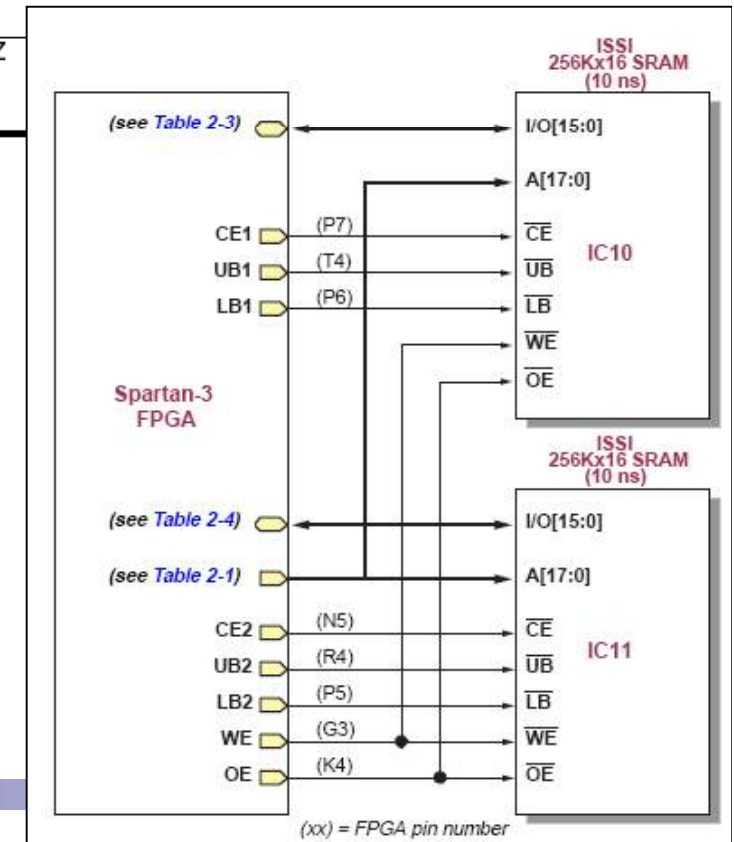 Z
ISSI
256Kx16 SRAM
(10 ns)
(see Table 2-3)
I/O[15:0]
A[17:0]
CE1 (P7) CE
UB1 (T4) UB
IC10
LB1 (P6) LB
WE
OE
Spartan-3
FPGA
ISSI
256Kx16 SRAM
(10 ns)
(see Table 2-4) I/O[15:0]
(see Table 2-1) A[17:0]
CE2 (N5) CE
IC11
UB2 (R4) UB
LB2 (P5) LB
WE (G3) WE
OE (K4) OE
(xx) = FPGA pin number